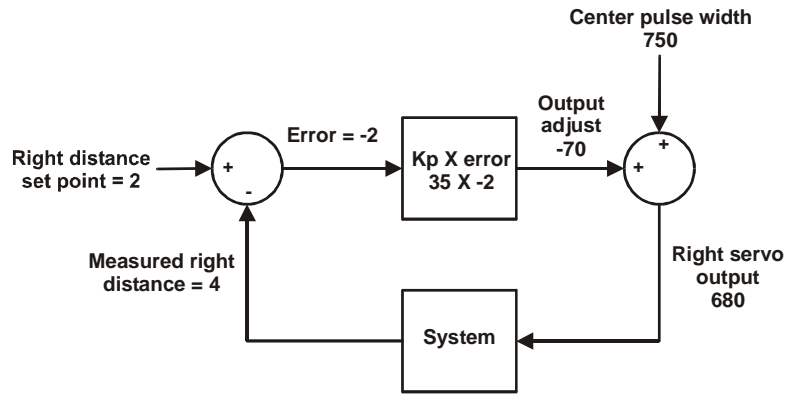 Center pulse width
750
Output
adjust
-70
Error = -2
+
Right distance
set point = 2
+
-
Kp X error
35 X -2
+
Measured right
distance = 4
Right servo
output
680
System